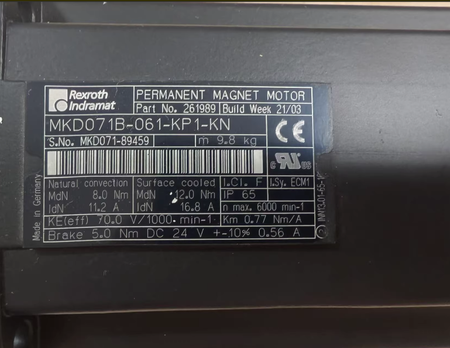 Rexroth
Indramat
PERMANENT MAGNET MOTOR
Part No. 261989 Build Week 21/03
MKD071B-061-KP1-KN
S.No. MKD071-89459 m 9.8 kg
CE
Natural convection Surface cooled I.Cl. F I.Sy. ECM1
MdN 8.0 Nm MdN 12.0 Nm IP 65
IdN 11.2 A IdN 16.8 A n max. 6000 min-1
KE(eff) 70.0 V/1000·min-1 Km 0.77 Nm/A
Brake 5.0 Nm DC 24 V +-10% 0.56 A
Made in Germany